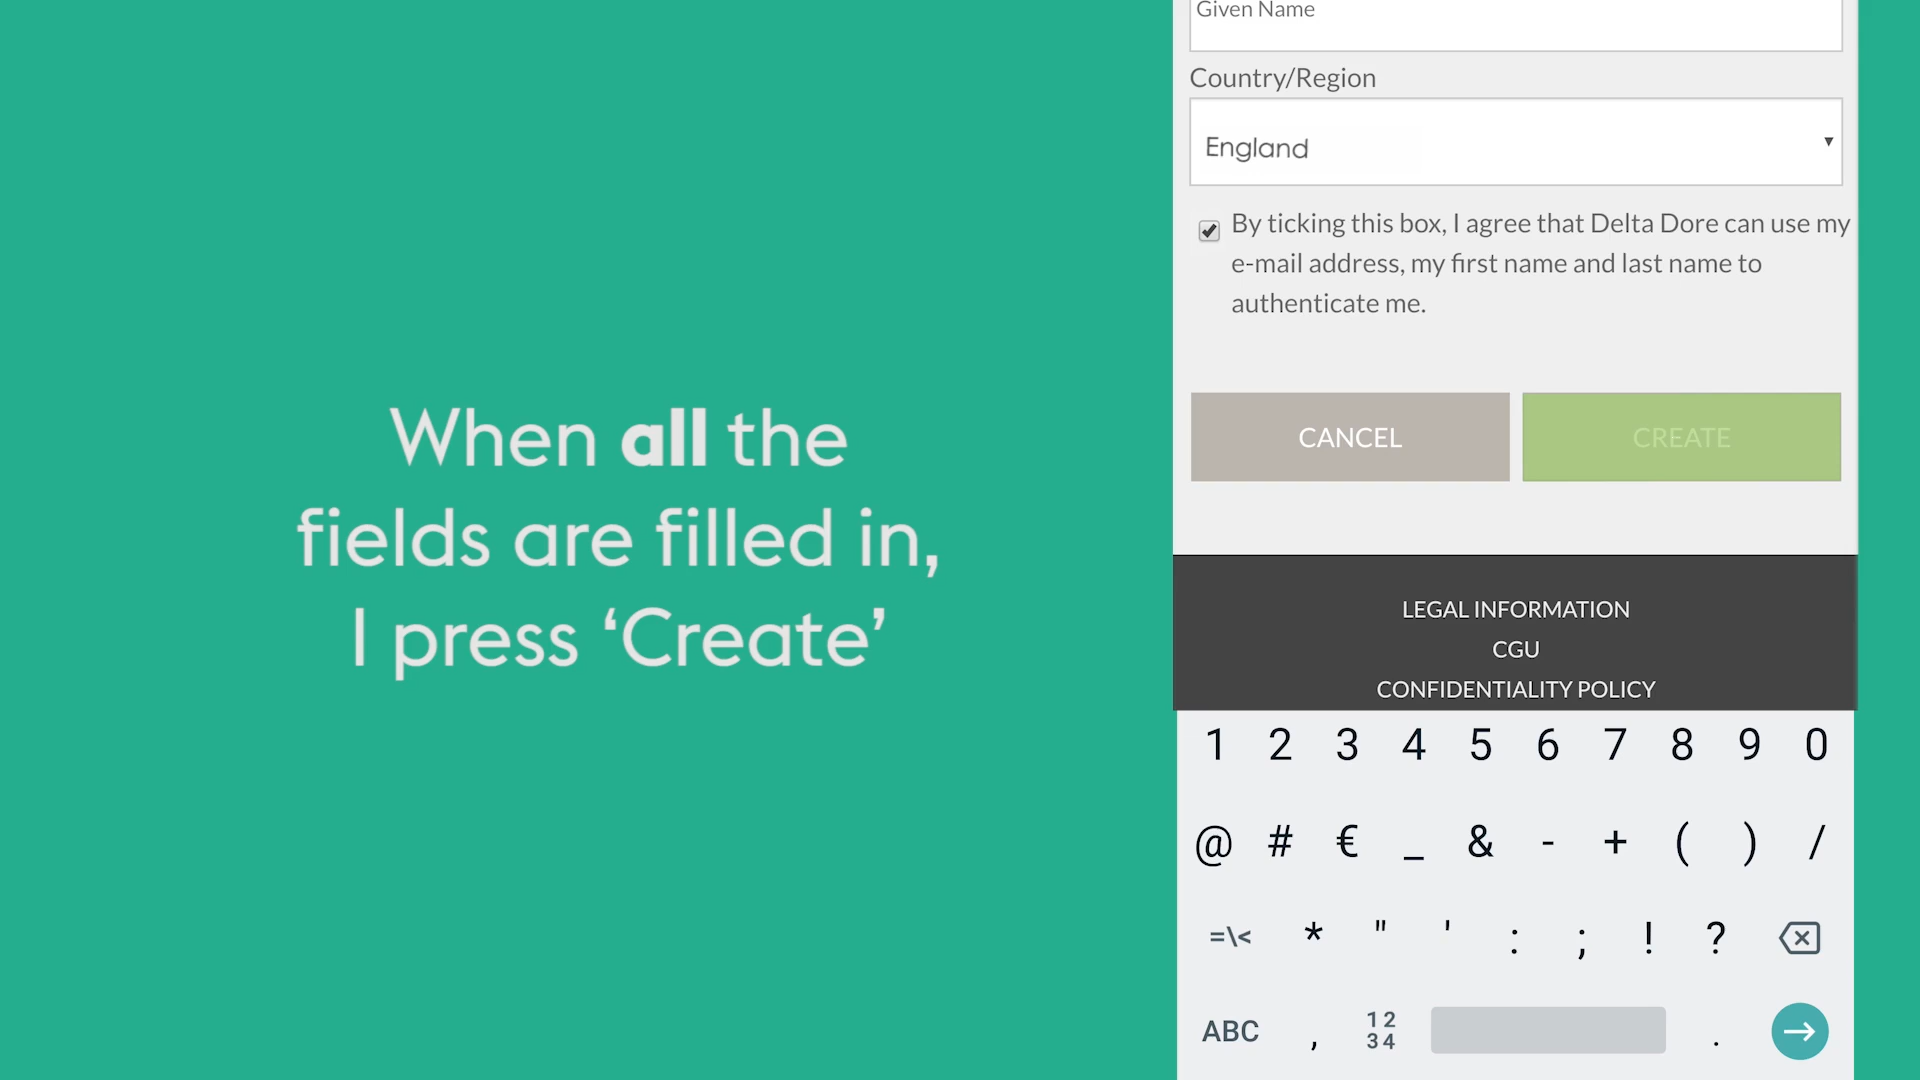 When all the
fields are filled in,
I press ‘Create’
Given Name
Country/Region
England
By ticking this box, I agree that Delta Dore can use my
e-mail address, my first name and last name to
authenticate me.
CANCEL CREATE
LEGAL INFORMATION
CGU
CONFIDENTIALITY POLICY
1 2 3 4 5 6 7 8 9 0
@ # € _ & - + ( ) /
=\< * " ' : ; ! ?
ABC , 12 .
34